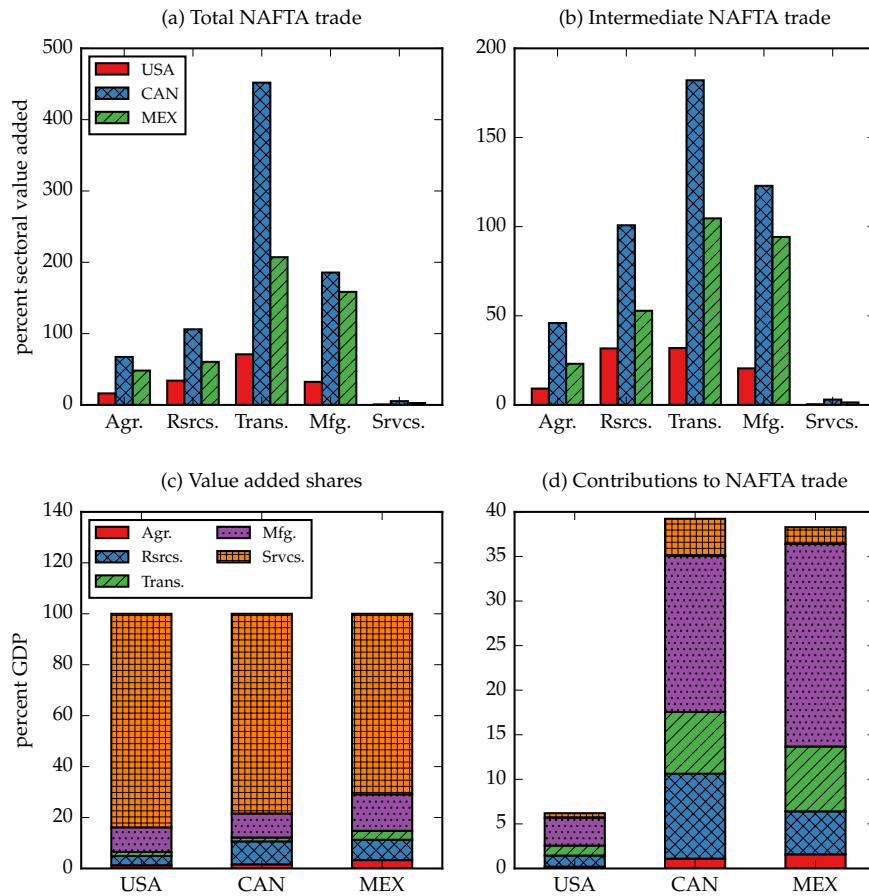 (a) Total NAFTA trade
percent sectoral value added
500
400
300
200
100
0
USA
CAN
MEX
Agr. Rsrcs. Trans. Mfg. Srvcs.
(b) Intermediate NAFTA trade
200
150
100
50
0
Agr. Rsrcs. Trans. Mfg. Srvcs.
(c) Value added shares
percent GDP
140
120
100
80
60
40
20
0
Agr. Mfg.
Rsrcs. Srvcs.
Trans.
USA CAN MEX
(d) Contributions to NAFTA trade
40
35
30
25
20
15
10
5
0
USA CAN MEX